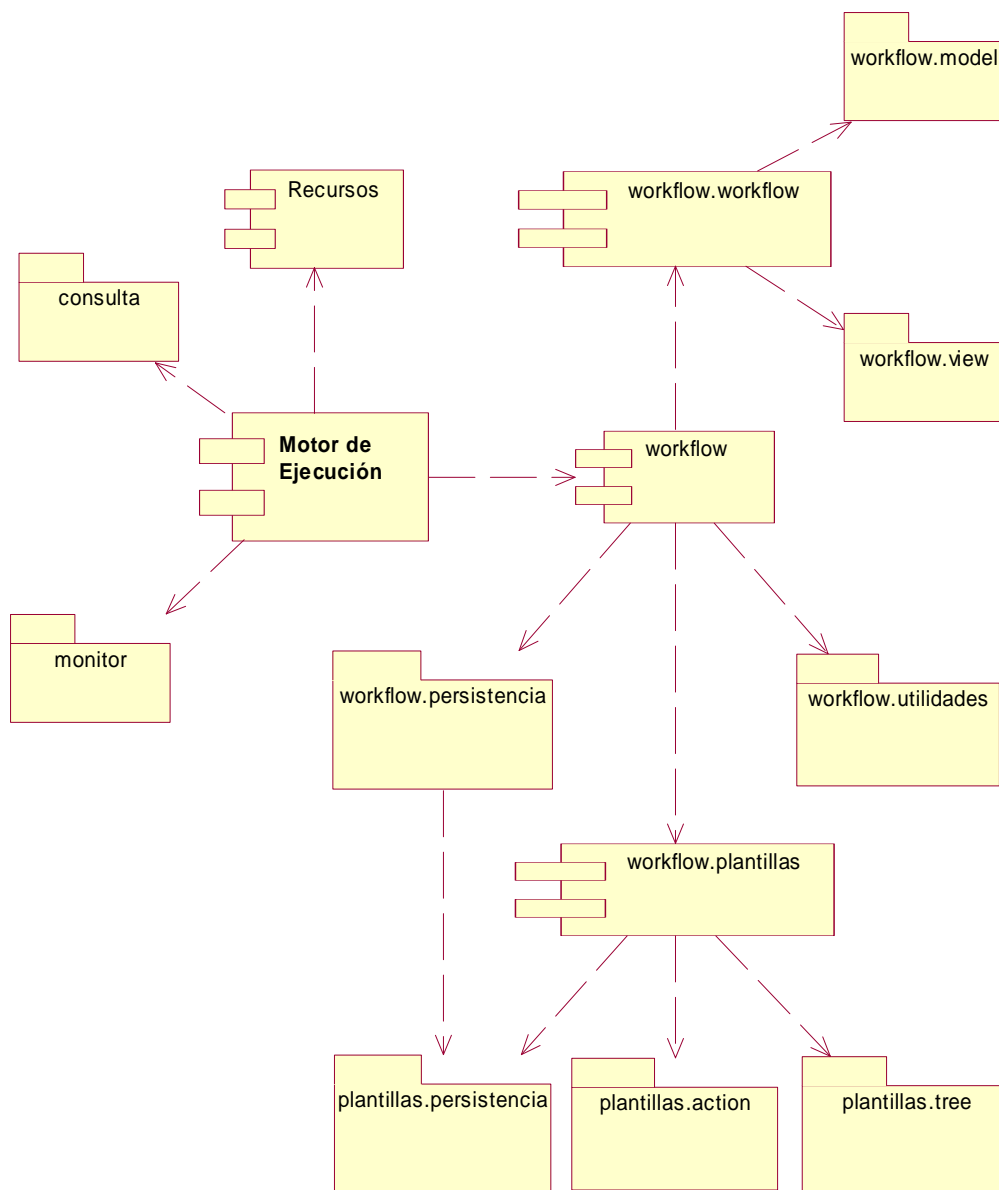 workflow.model
Recursos
workflow.workflow
consulta
workflow.view
Motor de
Ejecución
workflow
monitor
workflow.persistencia
workflow.utilidades
workflow.plantillas
plantillas.persistencia
plantillas.action
plantillas.tree